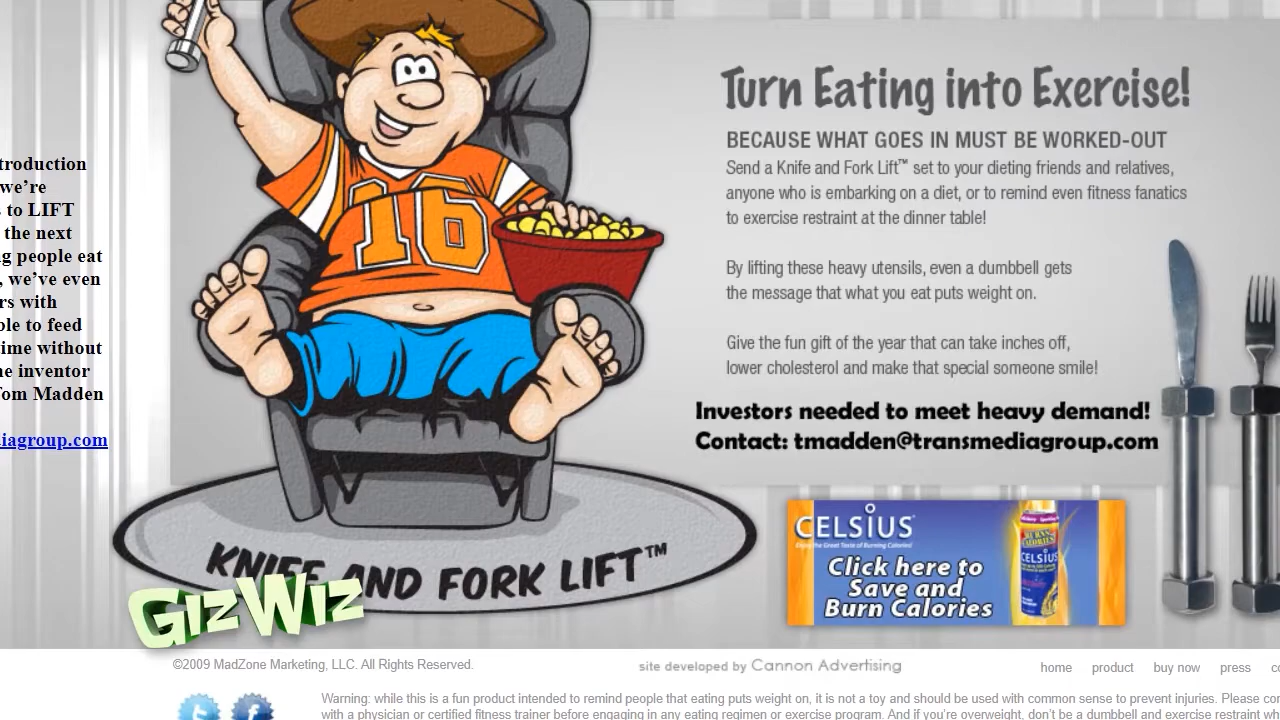 troduction
we're
s to LIFT
the next
g people eat
, we've even
rs with
ble to feed
ime without
he inventor
Tom Madden
diagroup.com
16
KNIFE AND FORK LIFT™
GizWiz
Turn Eating into Exercise!
BECAUSE WHAT GOES IN MUST BE WORKED-OUT
Send a Knife and Fork Lift™ set to your dieting friends and relatives,
anyone who is embarking on a diet, or to remind even fitness fanatics
to exercise restraint at the dinner table!
By lifting these heavy utensils, even a dumbbell gets
the message that what you eat puts weight on.
Give the fun gift of the year that can take inches off,
lower cholesterol and make that special someone smile!
Investors needed to meet heavy demand!
Contact: tmadden@transmediagroup.com
CELSIUS
Enjoy the Great Taste of Burning Calories!
Click here to
Save and
Burn Calories
CELSIUS
©2009 MadZone Marketing, LLC. All Rights Reserved.
site developed by Cannon Advertising
home product buy now press co
Warning: while this is a fun product intended to remind people that eating puts weight on, it is not a toy and should be used with common sense to prevent injuries. Please con
with a physician or certified fitness trainer before engaging in any eating regimen or exercise program. And if you're overweight, don't be a dumbbell and exercise restraint wh